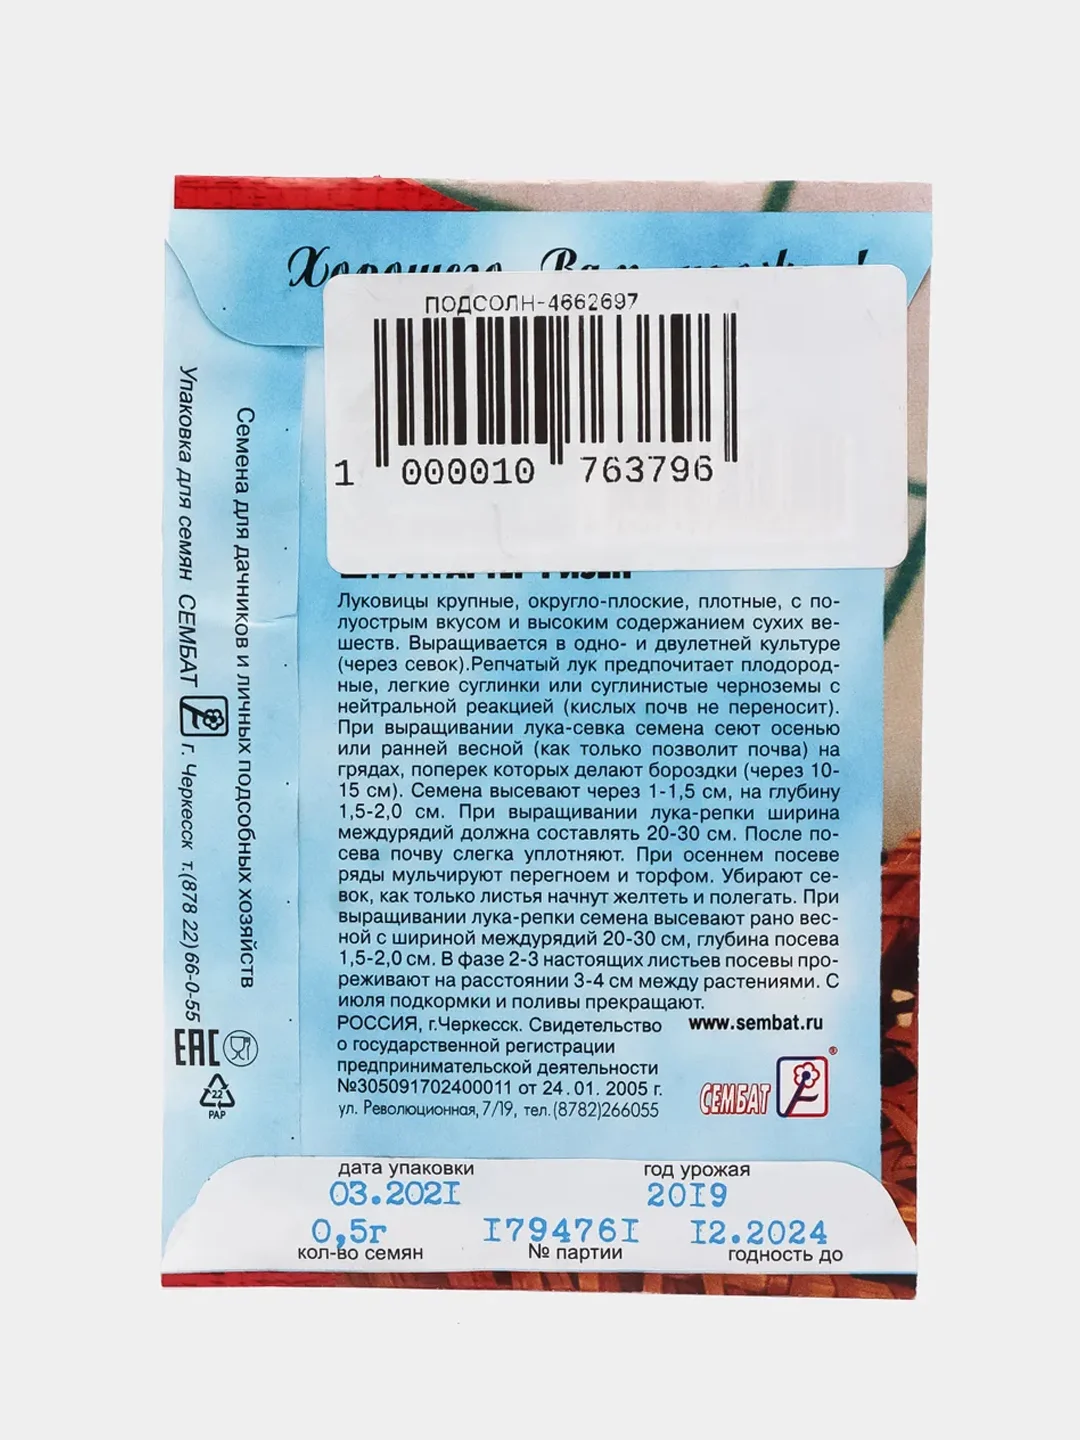 ПОДСОЛН-4662697
1 000010 763796
Луковицы крупные, округло-плоские, плотные, с по-
луострым вкусом и высоким содержанием сухих ве-
ществ. Выращивается в одно- и двулетней культуре
(через севок).Репчатый лук предпочитает плодород-
ные, легкие суглинки или суглинистые черноземы с
нейтральной реакцией (кислых почв не переносит).
При выращивании лука-севка семена сеют осенью
или ранней весной (как только позволит почва) на
грядах, поперек которых делают бороздки (через 10-
15 см). Семена высевают через 1-1,5 см, на глубину
1,5-2,0 см. При выращивании лука-репки ширина
междурядий должна составлять 20-30 см. После по-
сева почву слегка уплотняют. При осеннем посеве
ряды мульчируют перегноем и торфом. Убирают се-
вок, как только листья начнут желтеть и полегать. При
выращивании лука-репки семена высевают рано вес-
ной с шириной междурядий 20-30 см, глубина посева
1,5-2,0 см. В фазе 2-3 настоящих листьев посевы про-
реживают на расстоянии 3-4 см между растениями. С
июля подкормки и поливы прекращают.
РОССИЯ, г.Черкесск. Свидетельство
о государственной регистрации
предпринимательской деятельности
№305091702400011 от 24.01. 2005 г.
ул. Революционная,7/19, тел.(8782)266055
www.sembat.ru
СЕМБАТ
®
Семена для дачников и личных подсобных хозяйств
Упаковка для семян СЕМБАТ г. Черкесск т.(878 22)66-0-55
EAC
22
PAP
дата упаковки год урожая
03.2021 2019
0,5г 1794761 12.2024
кол-во семян № партии годность до